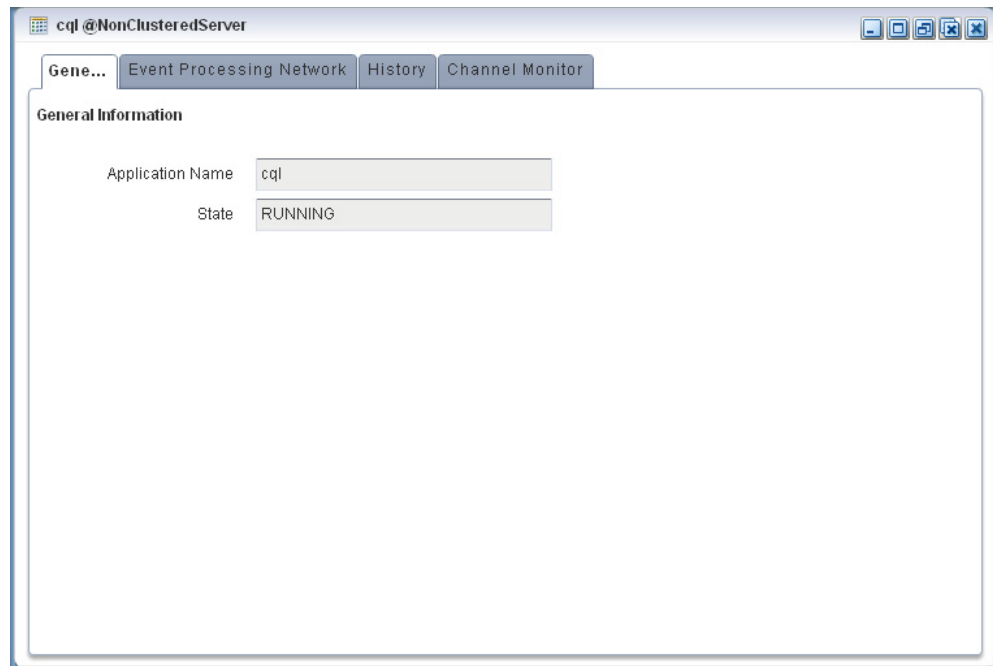 cql @NonClusteredServer
Gene... Event Processing Network History Channel Monitor
General Information
Application Name cql
State RUNNING